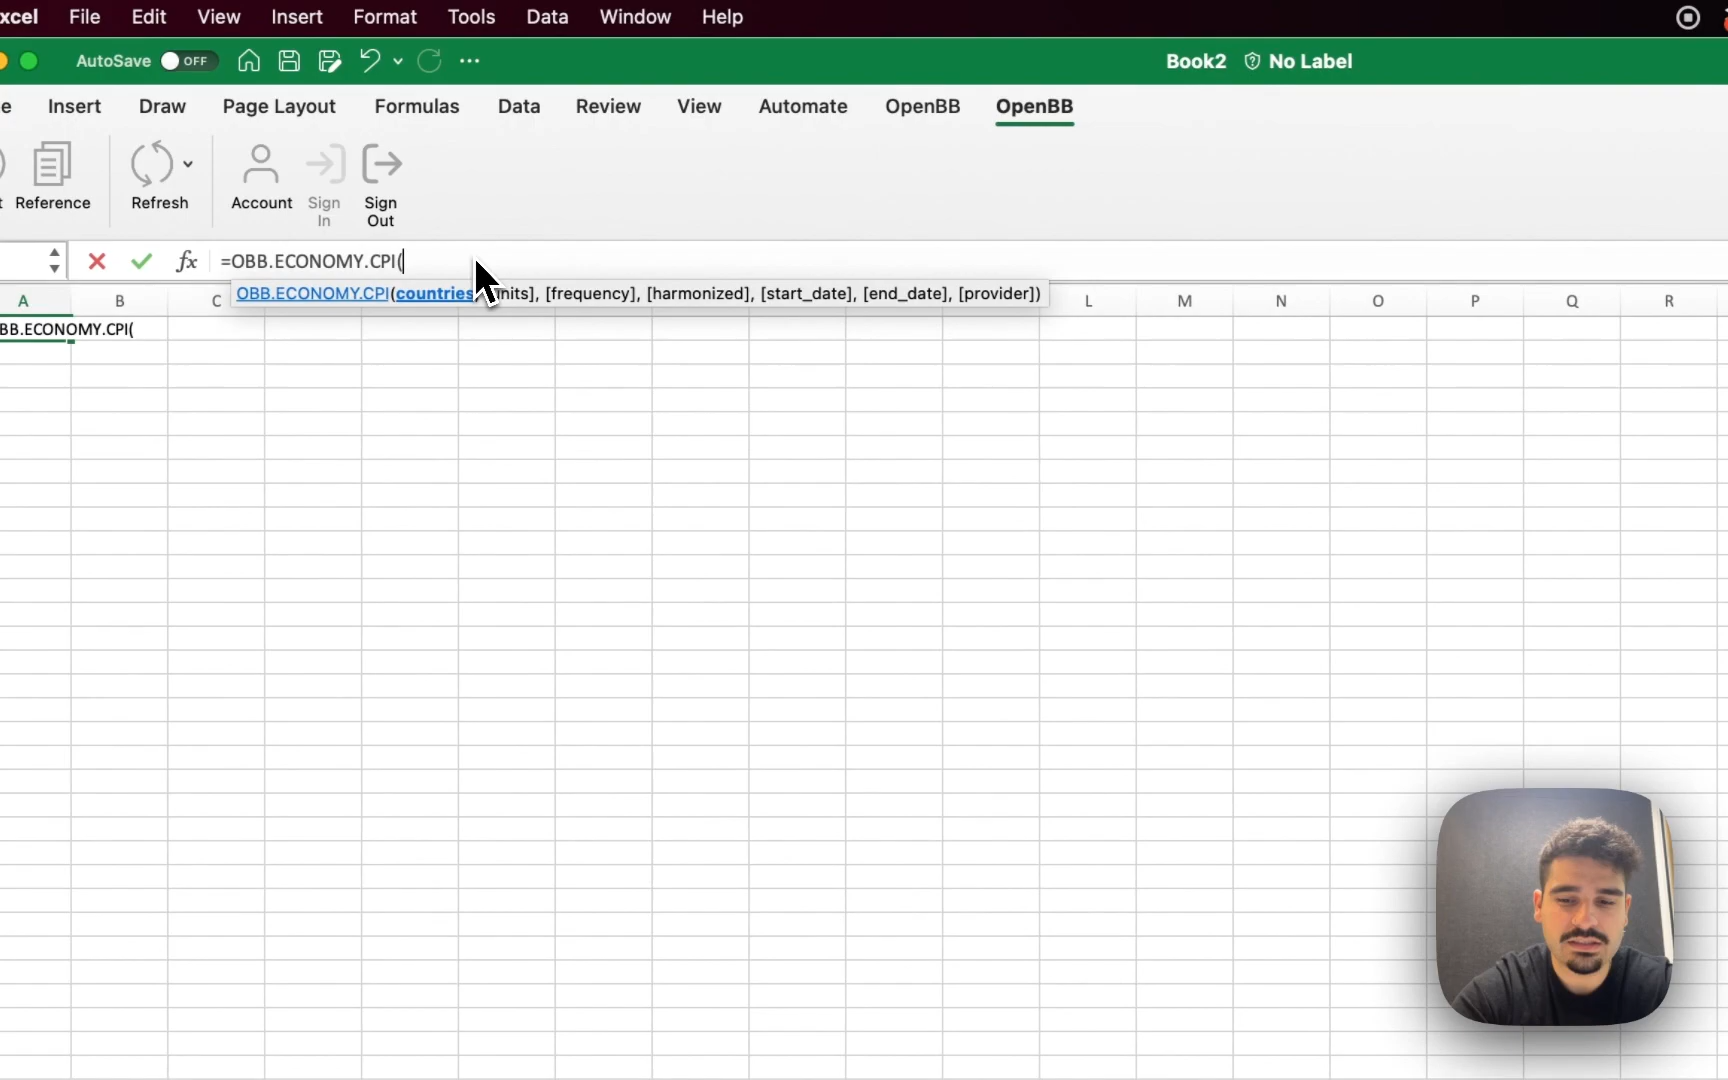 xcel File Edit View Insert Format Tools Data Window Help
AutoSave OFF Book2 No Label
e Insert Draw Page Layout Formulas Data Review View Automate OpenBB OpenBB
t Reference Refresh Account Sign In Sign Out
fx =OBB.ECONOMY.CPI(
OBB.ECONOMY.CPI(countries nits], [frequency], [harmonized], [start_date], [end_date], [provider])
A B C L M N O P Q R
BB.ECONOMY.CPI(